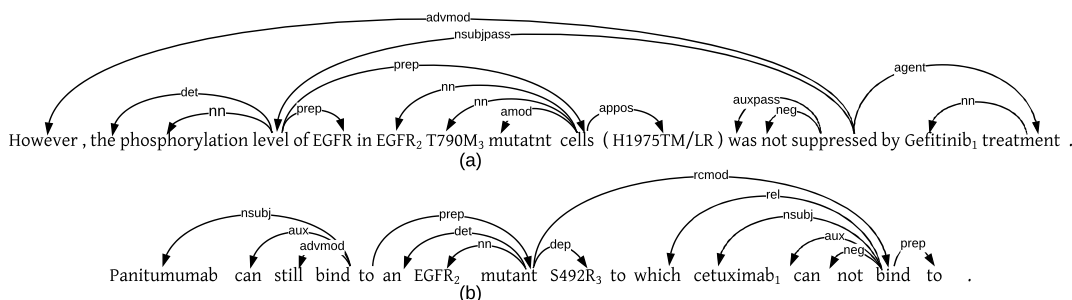 advmod
nsubjpass
prep
agent
det
nn
prep
nn
nn
amod
appos
auxpass
neg
nn
However , the phosphorylation level of EGFR in EGFR₂ T790M₃ mutatnt cells ( H1975TM/LR ) was not suppressed by Gefitinib₁ treatment .
(a)
rcmod
rel
nsubj
aux
advmod
prep
det
nn
dep
nsubj
aux
neg
prep
Panitumumab can still bind to an EGFR₂ mutant S492R₃ to which cetuximab₁ can not bind to .
(b)